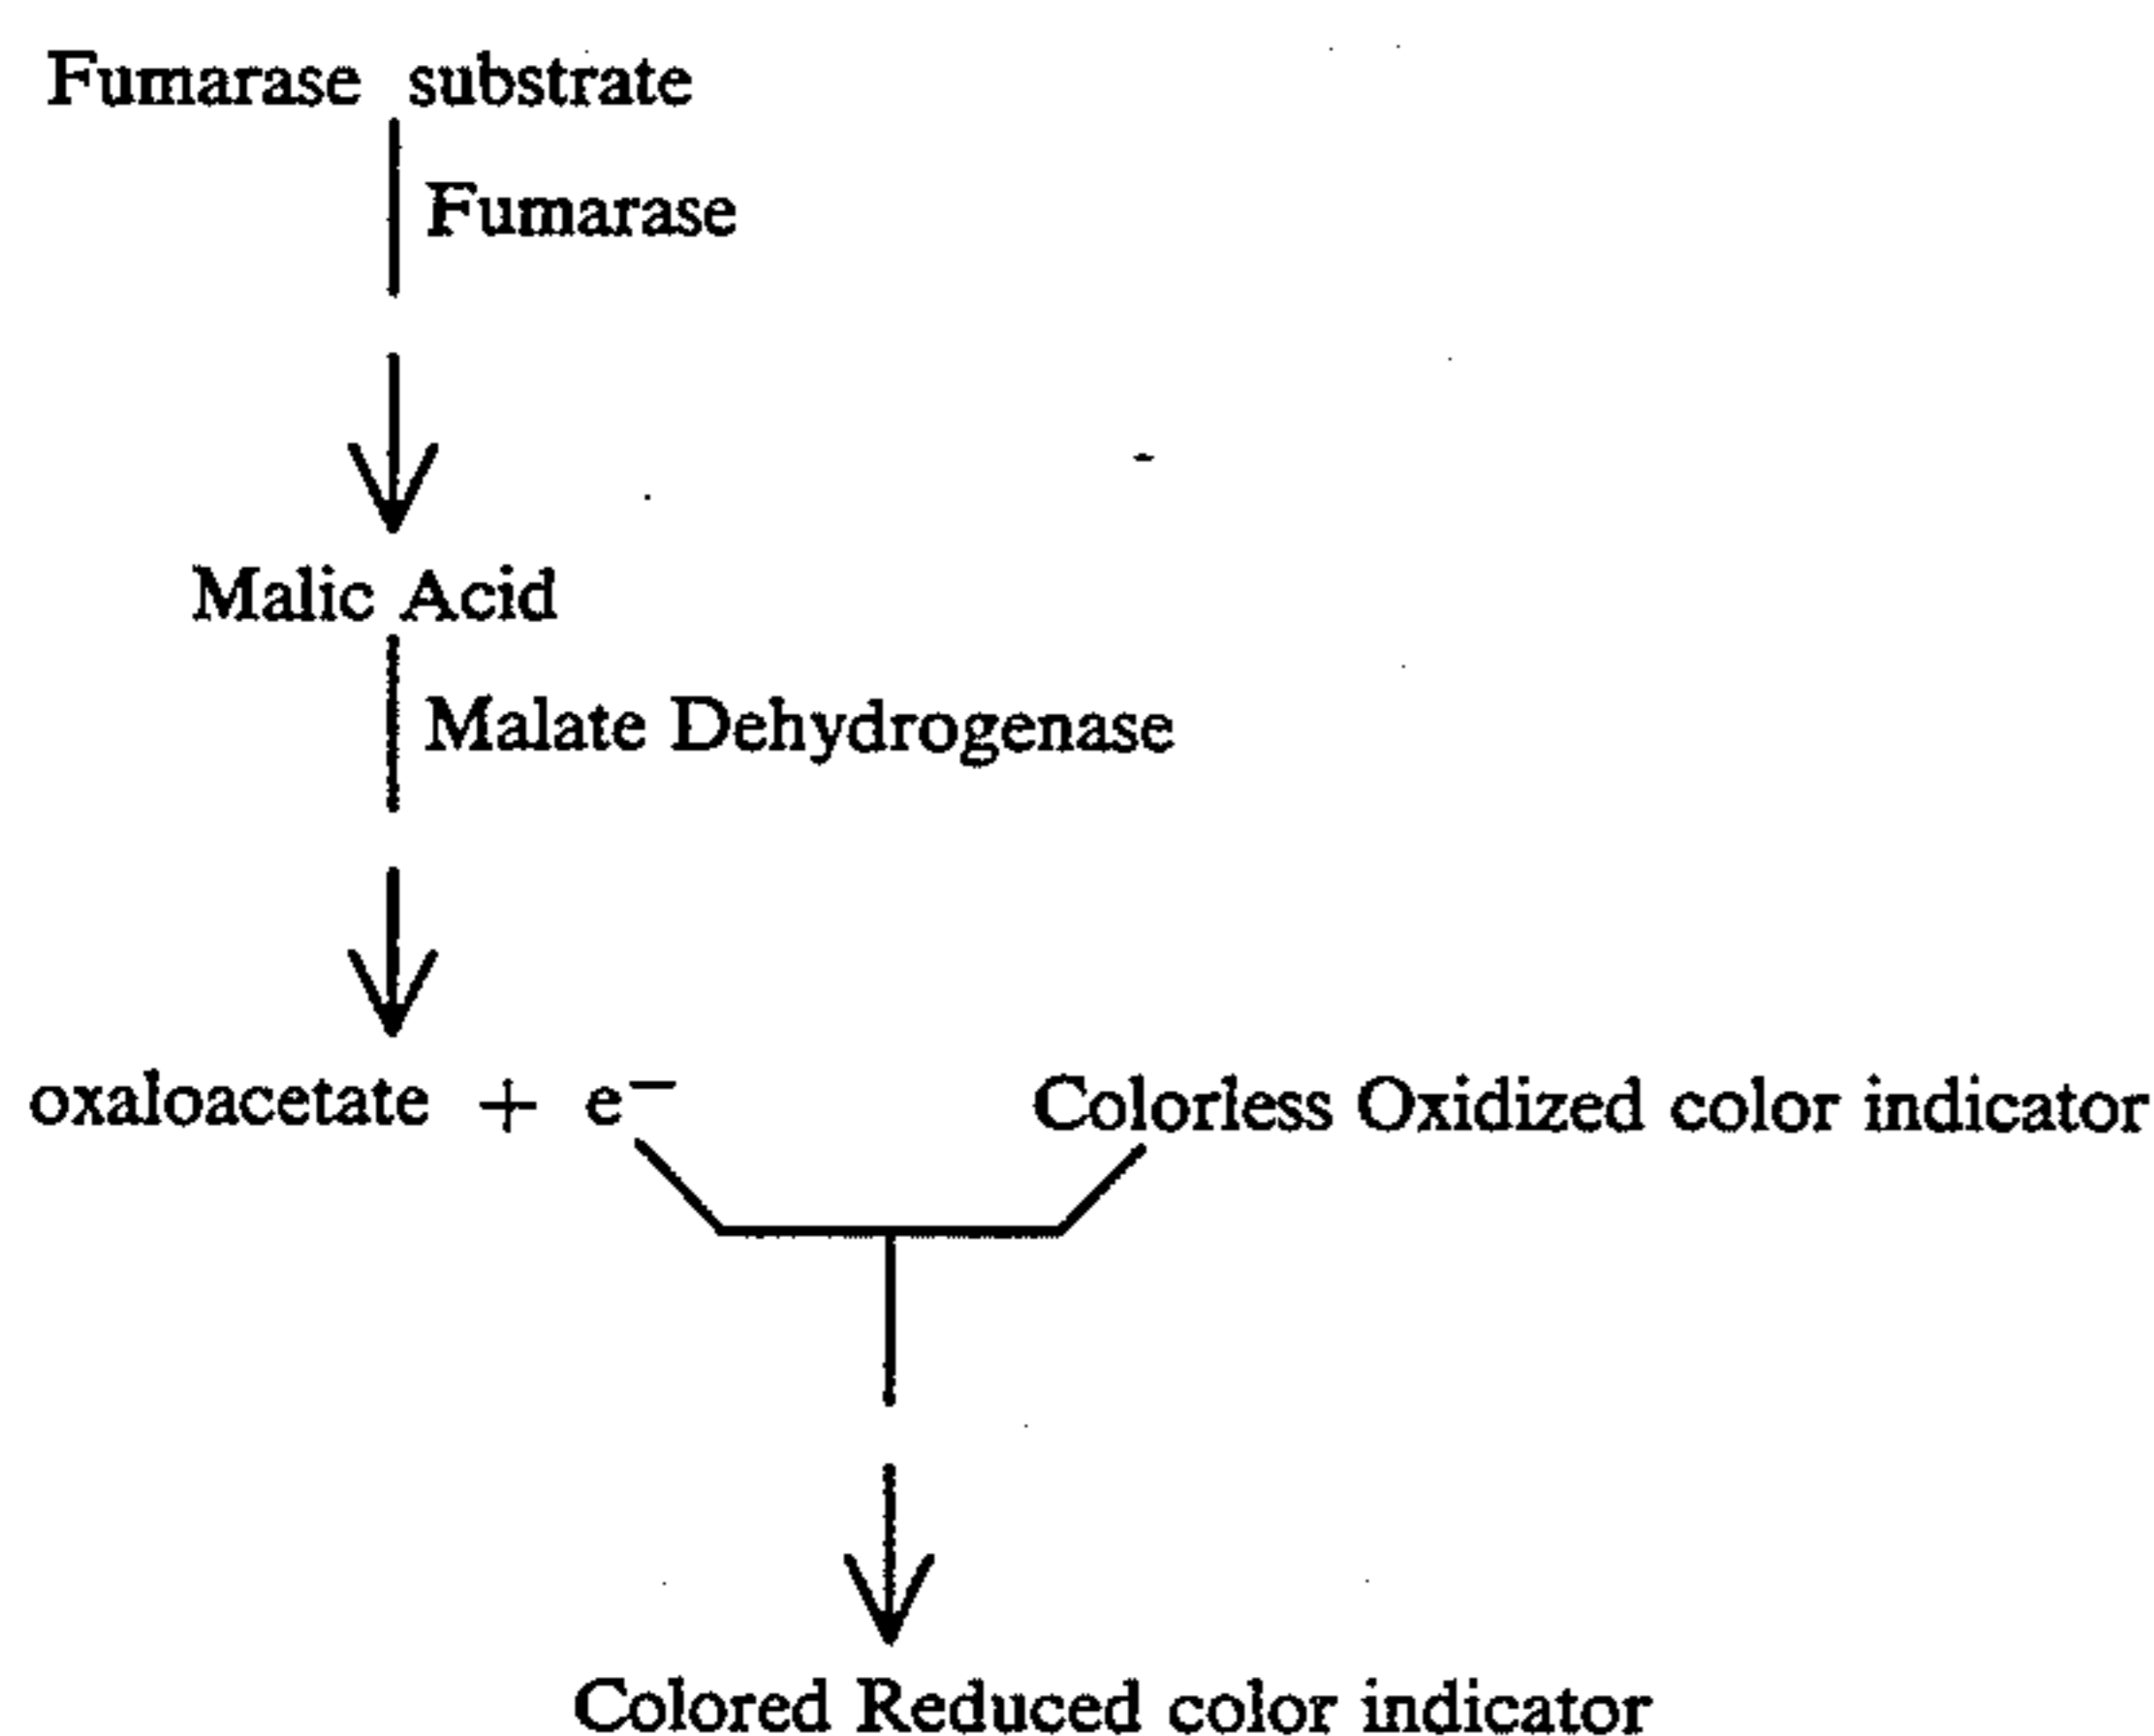 Fumarase substrate
Fumarase
Malic Acid
Malate Dehydrogenase
oxaloacetate + e⁻
Colorless Oxidized color indicator
Colored Reduced color indicator